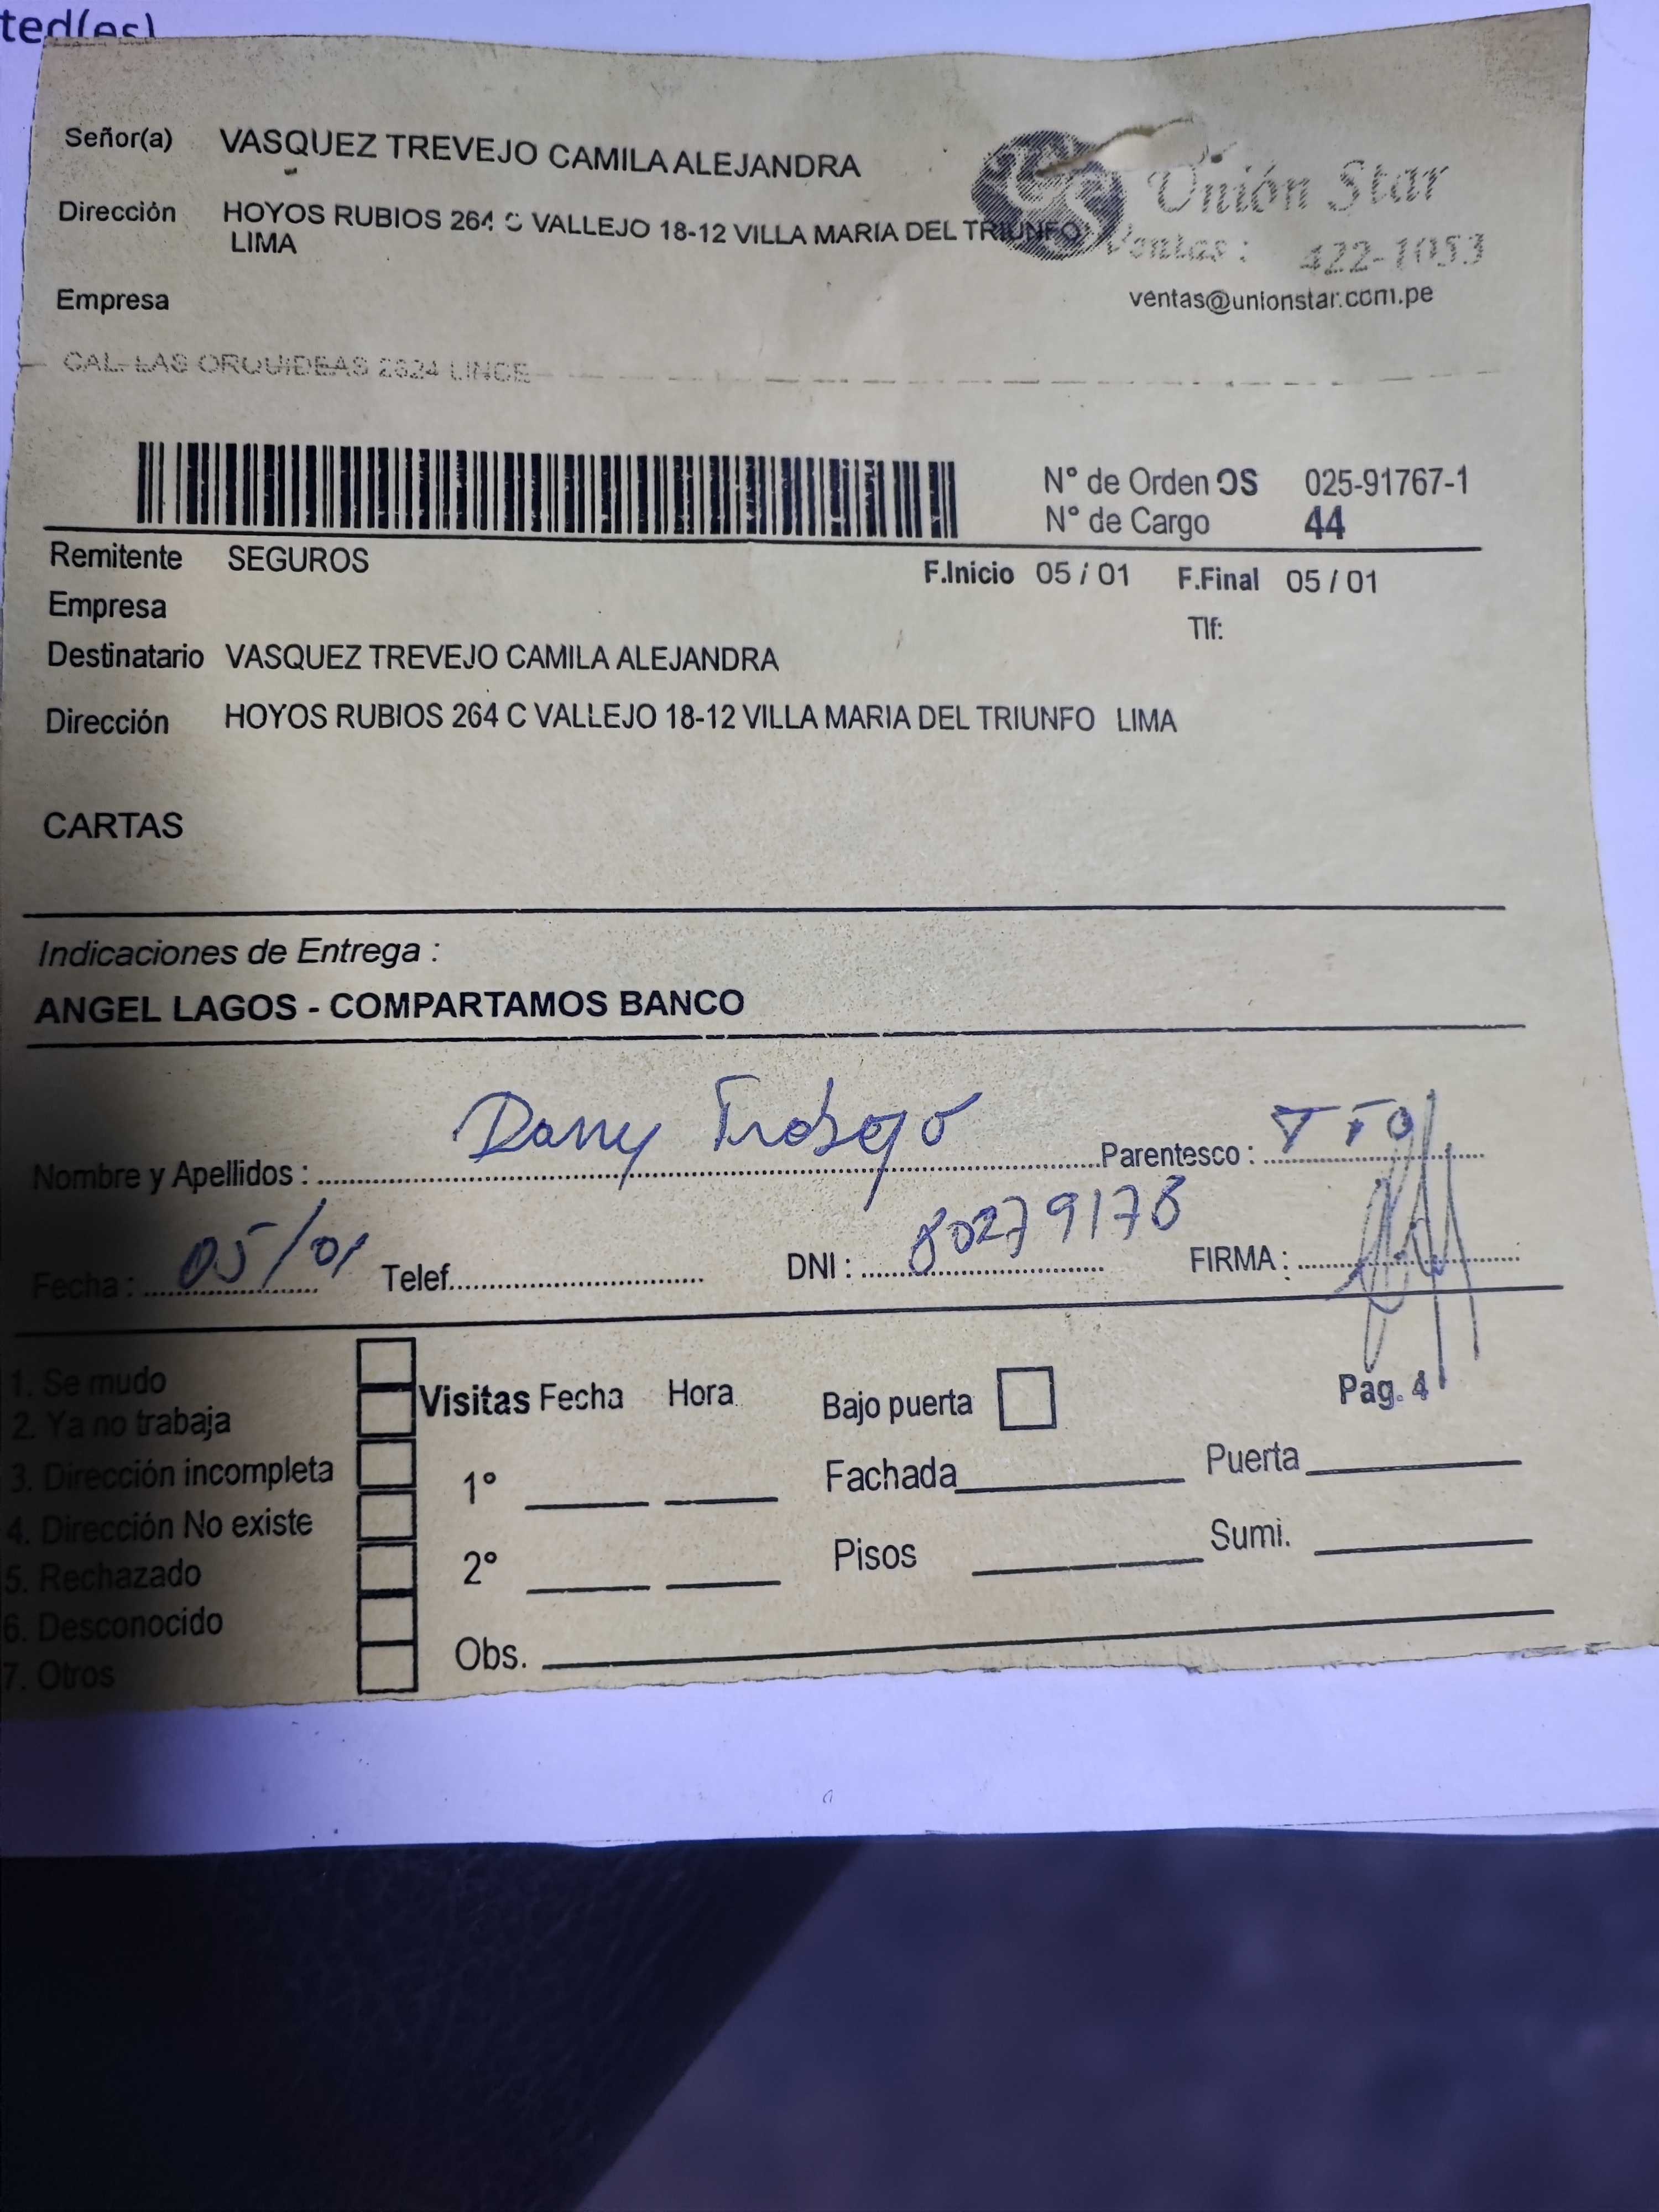 ted(es)
Señor(a) VASQUEZ TREVEJO CAMILA ALEJANDRA
Unión Star
Dirección HOYOS RUBIOS 264 C VALLEJO 18-12 VILLA MARIA DEL TRIUNFO
LIMA
Ventas: 422-1053
Empresa
ventas@unionstar.com.pe
CAL. LAS ORQUIDEAS 2624 LINCE
Nº de Orden OS 025-91767-1
Nº de Cargo 44
Remitente SEGUROS
F.Inicio 05 / 01 F.Final 05 / 01
Empresa
Tlf:
Destinatario VASQUEZ TREVEJO CAMILA ALEJANDRA
Dirección HOYOS RUBIOS 264 C VALLEJO 18-12 VILLA MARIA DEL TRIUNFO LIMA
CARTAS
Indicaciones de Entrega :
ANGEL LAGOS - COMPARTAMOS BANCO
Nombre y Apellidos : Danny Parentesco : TIO
Fecha : 05/01 Telef. DNI : 80279178 FIRMA :
1. Se mudo
2. Ya no trabaja
3. Dirección incompleta
4. Dirección No existe
5. Rechazado
6. Desconocido
7. Otros
Visitas Fecha Hora
1º
2º
Obs.
Bajo puerta
Pag. 4
Fachada Puerta
Pisos Sumi.